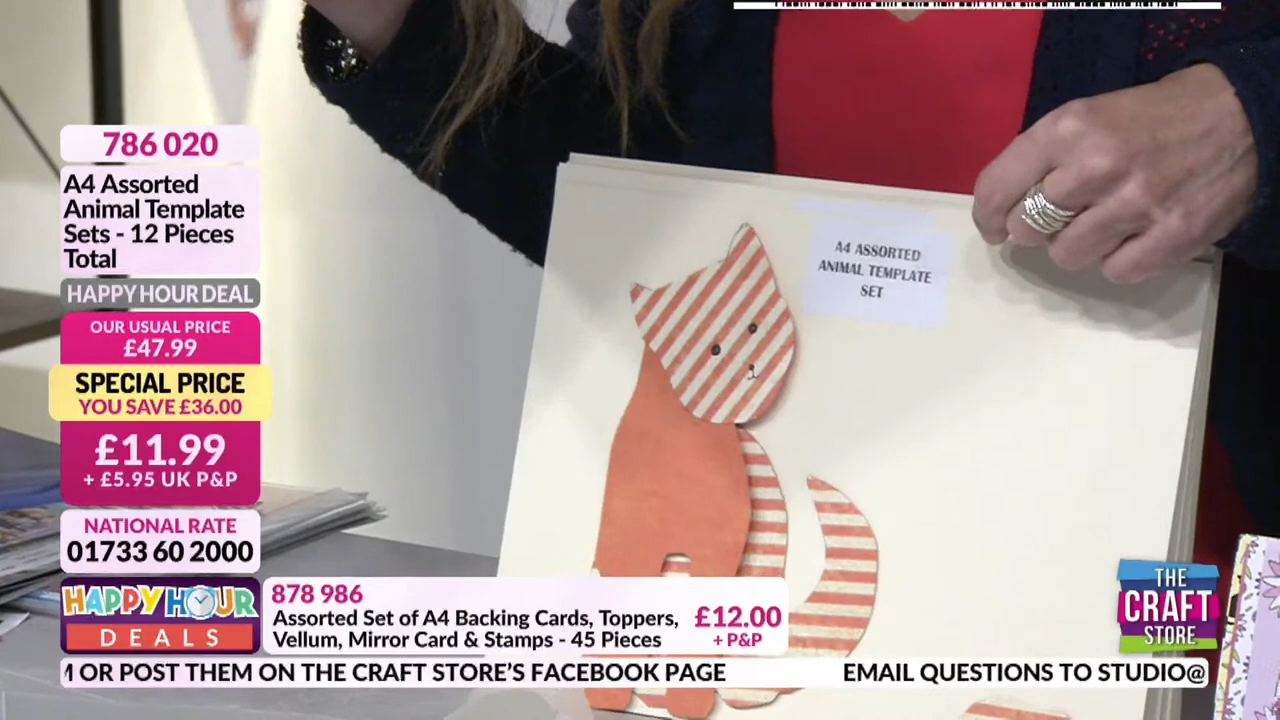 786 020
A4 Assorted
Animal Template
Sets - 12 Pieces
Total
HAPPY HOUR DEAL
OUR USUAL PRICE
£47.99
SPECIAL PRICE
YOU SAVE £36.00
£11.99
+ £5.95 UK P&P
NATIONAL RATE
01733 60 2000
HAPPY HOUR
DEALS
878 986
Assorted Set of A4 Backing Cards, Toppers,
Vellum, Mirror Card & Stamps - 45 Pieces
£12.00
+ P&P
A4 ASSORTED
ANIMAL TEMPLATE
SET
THE
CRAFT
STORE
OR POST THEM ON THE CRAFT STORE'S FACEBOOK PAGE EMAIL QUESTIONS TO STUDIO@